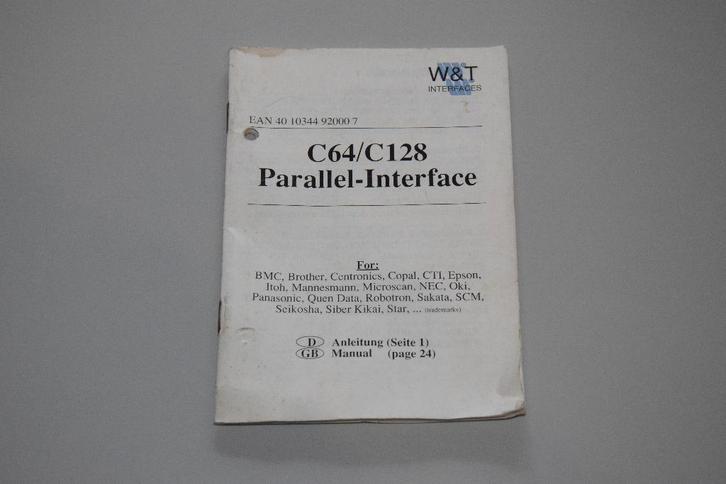 W&T
INTERFACES
EAN 40 10344 92000 7
C64/C128
Parallel-Interface
For:
BMC, Brother, Centronics, Copal, CTI, Epson,
Itoh, Mannesmann, Microscan, NEC, Oki,
Panasonic, Quen Data, Robotron, Sakata, SCM,
Seikosha, Siber Kikai, Star, ... (trademarks)
D Anleitung (Seite 1)
GB Manual (page 24)